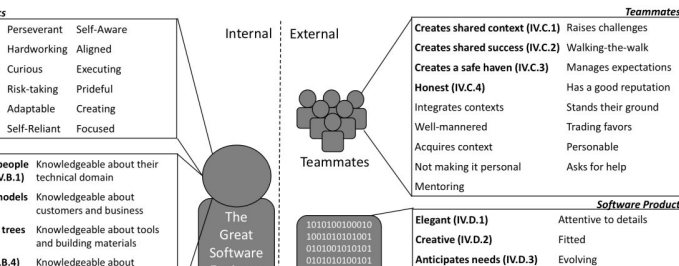 Teammates
Perseverant Self-Aware
Hardworking Aligned
Curious Executing
Risk-taking Prideful
Adaptable Creating
Self-Reliant Focused
people Knowledgeable about their
(IV.B.1) technical domain
models Knowledgeable about
customers and business
trees Knowledgeable about tools
and building materials
Knowledgeable about
Internal External
The
Great
Software
Teammates
1010100100010
1001010101001
0101001010101
0101010100101
Creates shared context (IV.C.1) Raises challenges
Creates shared success (IV.C.2) Walking-the-walk
Creates a safe haven (IV.C.3) Manages expectations
Honest (IV.C.4) Has a good reputation
Integrates contexts Stands their ground
Well-mannered Trading favors
Acquires context Personable
Not making it personal Asks for help
Mentoring
Software Product
Elegant (IV.D.1) Attentive to details
Creative (IV.D.2) Fitted
Anticipates needs (IV.D.3) Evolving